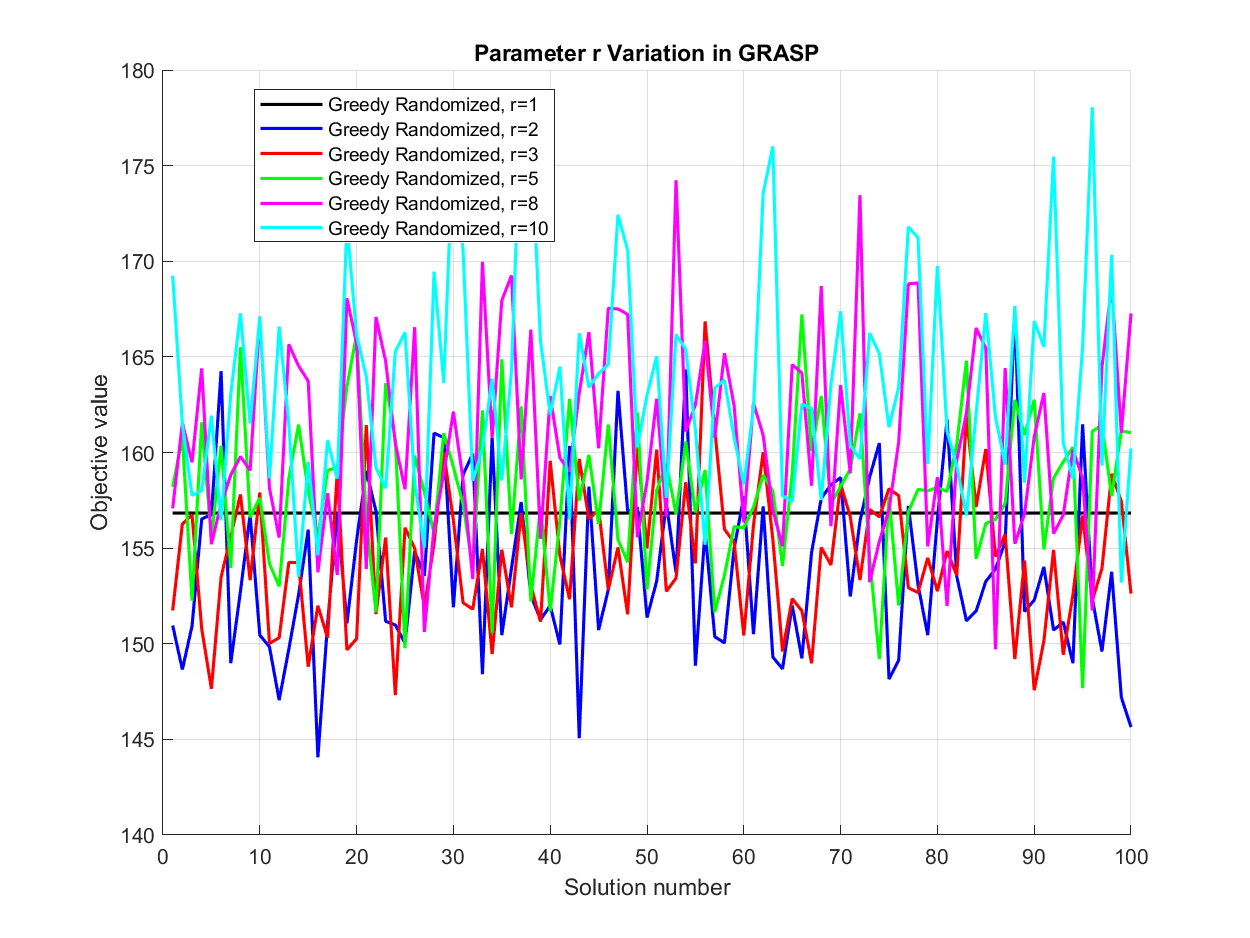 Parameter r Variation in GRASP
180
175
170
165
160
155
150
145
140
Objective value
Greedy Randomized, r=1
Greedy Randomized, r=2
Greedy Randomized, r=3
Greedy Randomized, r=5
Greedy Randomized, r=8
Greedy Randomized, r=10
0 10 20 30 40 50 60 70 80 90 100
Solution number